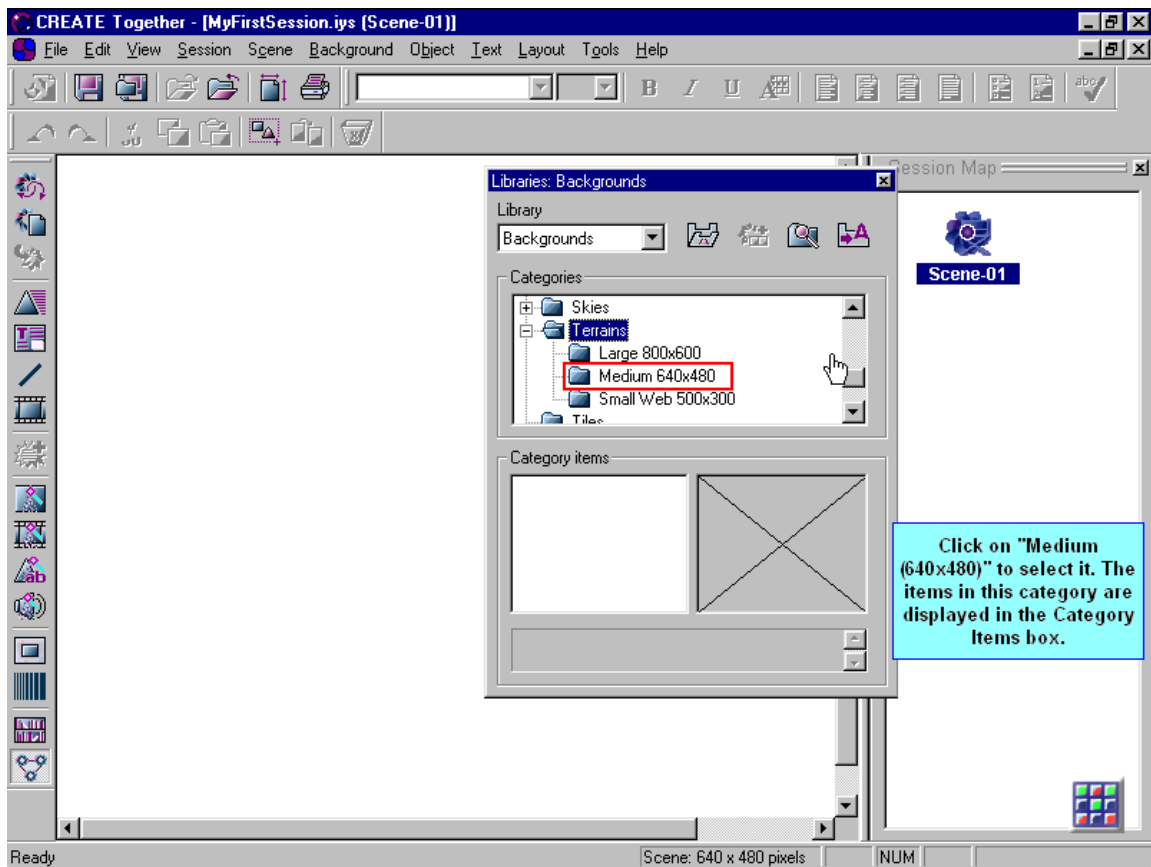 CREATE Together - [MyFirstSession.iys (Scene-01)]
File Edit View Session Scene Background Object Text Layout Tools Help
B I U A abc
Session Map
Libraries: Backgrounds
Library
Backgrounds
A
Scene-01
Categories
Skies
Terrains
Large 800x600
Medium 640x480
Small Web 500x300
Tiles
Category items
Click on "Medium
(640x480)" to select it. The
items in this category are
displayed in the Category
Items box.
T
ab
Ready Scene: 640 x 480 pixels NUM